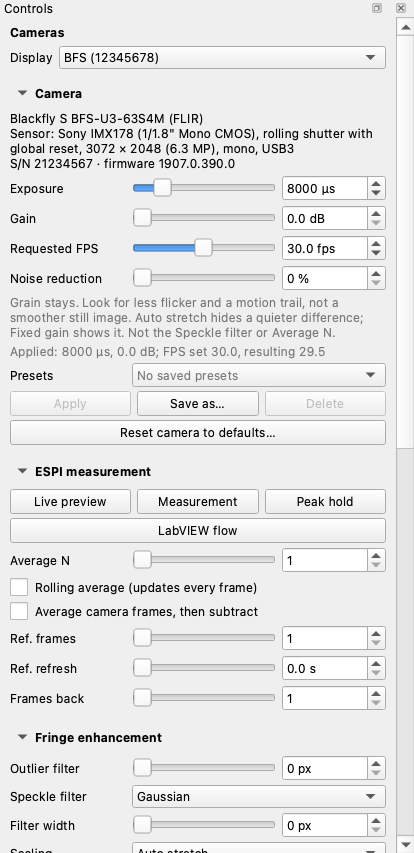 Controls
Cameras
Display BFS (12345678)
Camera
Blackfly S BFS-U3-63S4M (FLIR)
Sensor: Sony IMX178 (1/1.8" Mono CMOS), rolling shutter with
global reset, 3072 × 2048 (6.3 MP), mono, USB3
S/N 21234567 · firmware 1907.0.390.0
Exposure 8000 µs
Gain 0.0 dB
Requested FPS 30.0 fps
Noise reduction 0 %
Grain stays. Look for less flicker and a motion trail, not a
smoother still image. Auto stretch hides a quieter difference;
Fixed gain shows it. Not the Speckle filter or Average N.
Applied: 8000 µs, 0.0 dB; FPS set 30.0, resulting 29.5
Presets No saved presets
Apply Save as... Delete
Reset camera to defaults...
ESPI measurement
Live preview Measurement Peak hold
LabVIEW flow
Average N 1
Rolling average (updates every frame)
Average camera frames, then subtract
Ref. frames 1
Ref. refresh 0.0 s
Frames back 1
Fringe enhancement
Outlier filter 0 px
Speckle filter Gaussian
Filter width 0 px
Scaling Auto stretch